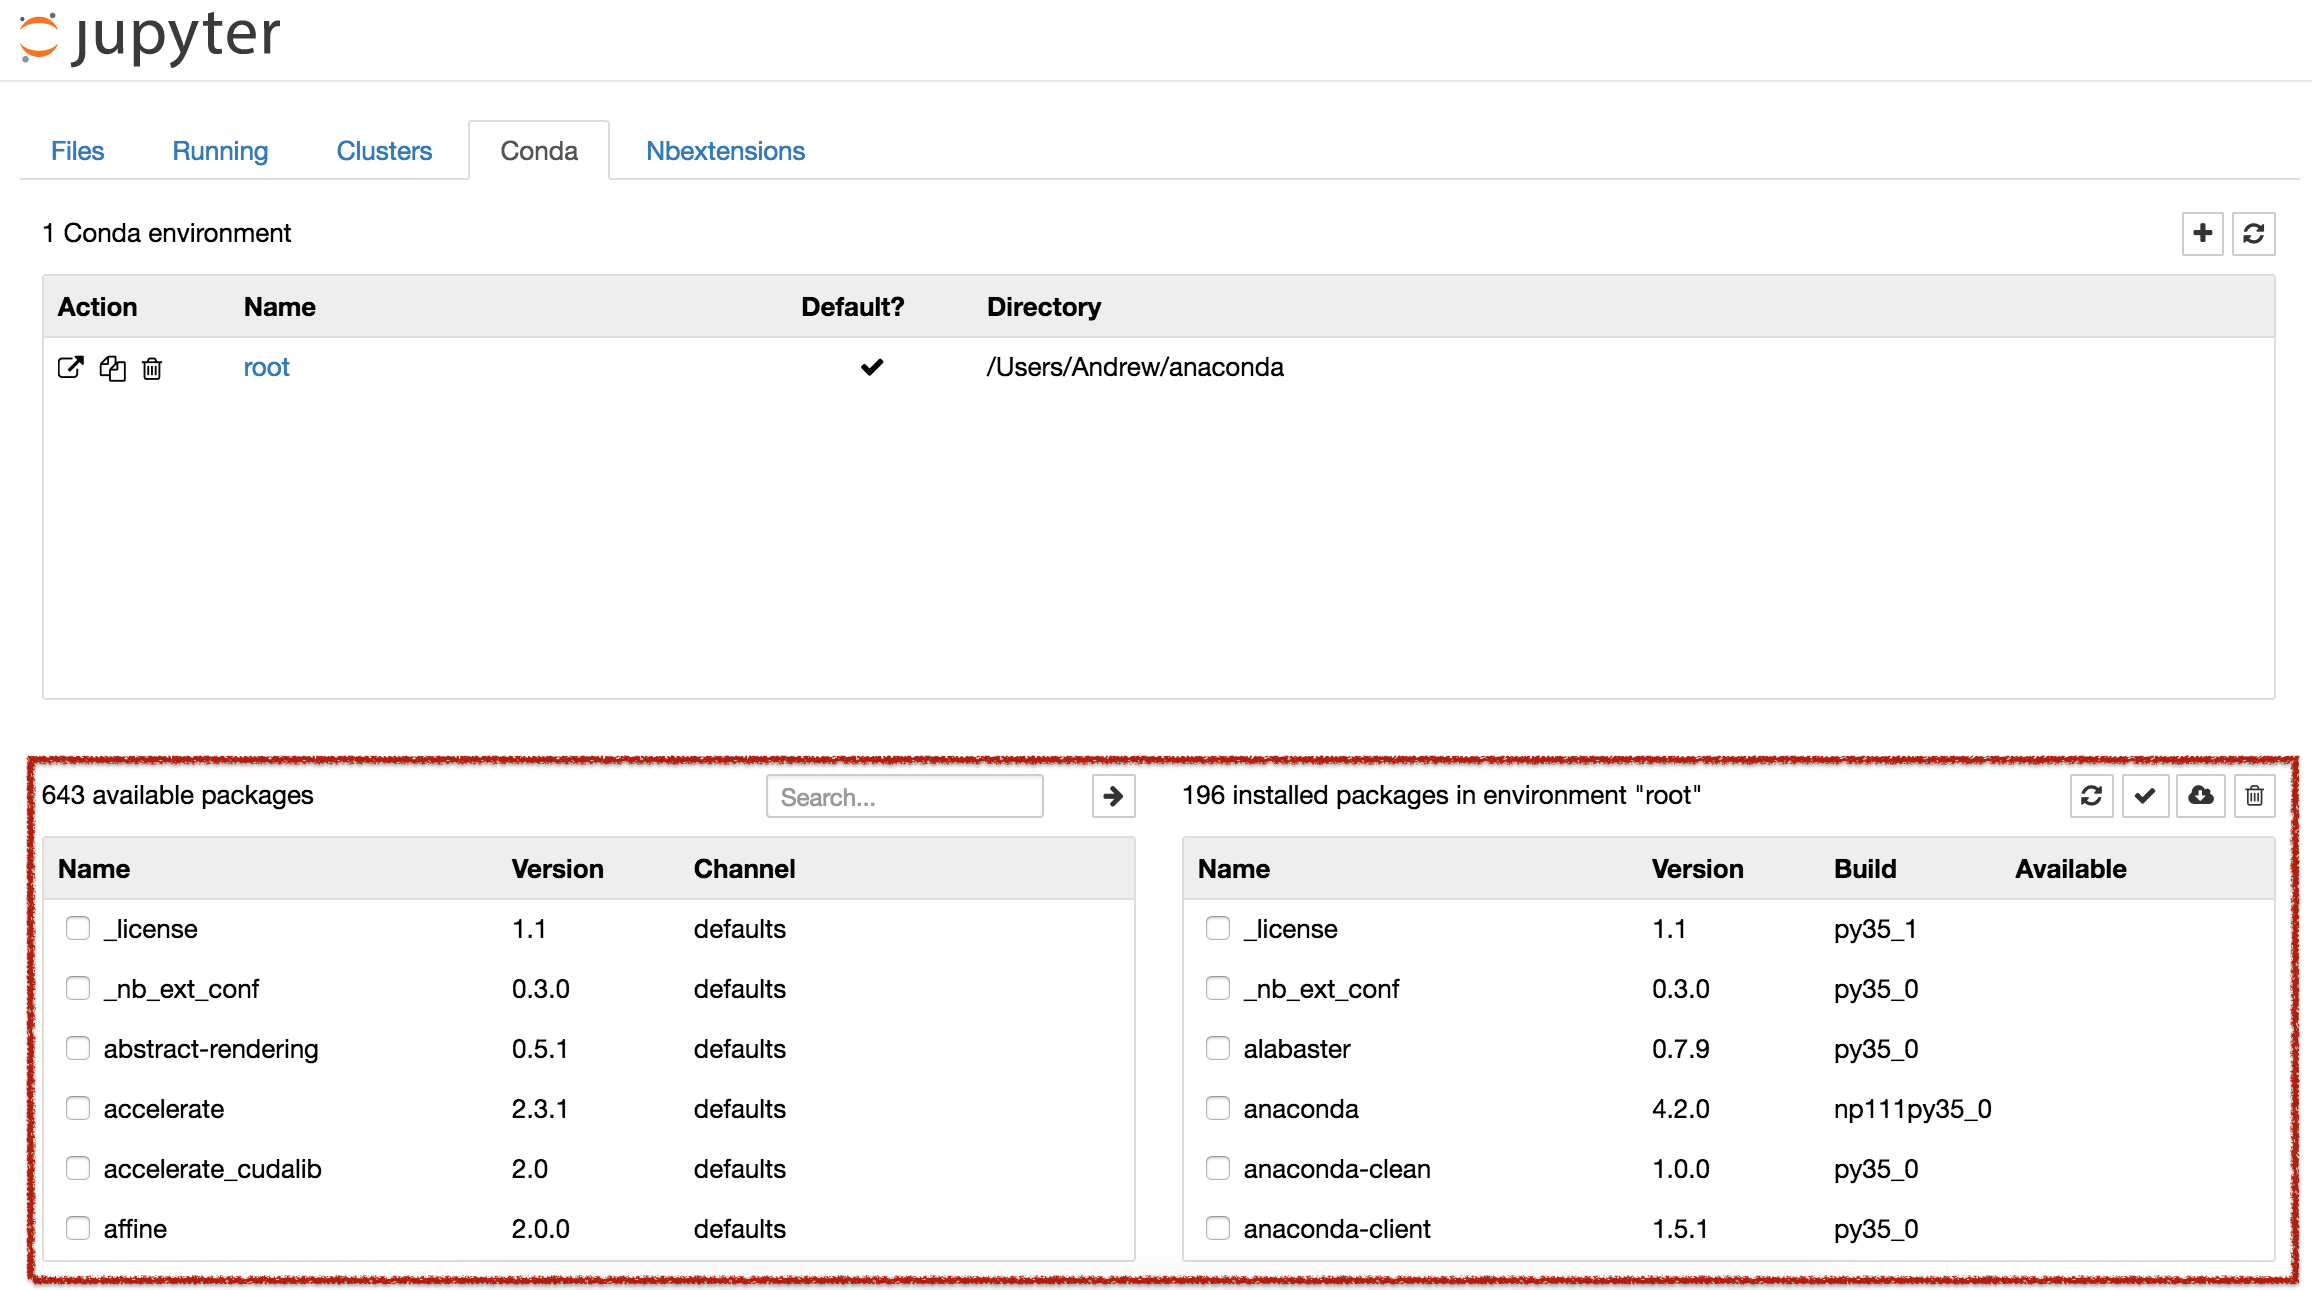 jupyter
Files Running Clusters Conda Nbextensions
1 Conda environment
Action Name Default? Directory
root /Users/Andrew/anaconda
643 available packages Search... 196 installed packages in environment "root"
Name Version Channel Name Version Build Available
_license 1.1 defaults _license 1.1 py35_1
_nb_ext_conf 0.3.0 defaults _nb_ext_conf 0.3.0 py35_0
abstract-rendering 0.5.1 defaults alabaster 0.7.9 py35_0
accelerate 2.3.1 defaults anaconda 4.2.0 np111py35_0
accelerate_cudalib 2.0 defaults anaconda-clean 1.0.0 py35_0
affine 2.0.0 defaults anaconda-client 1.5.1 py35_0